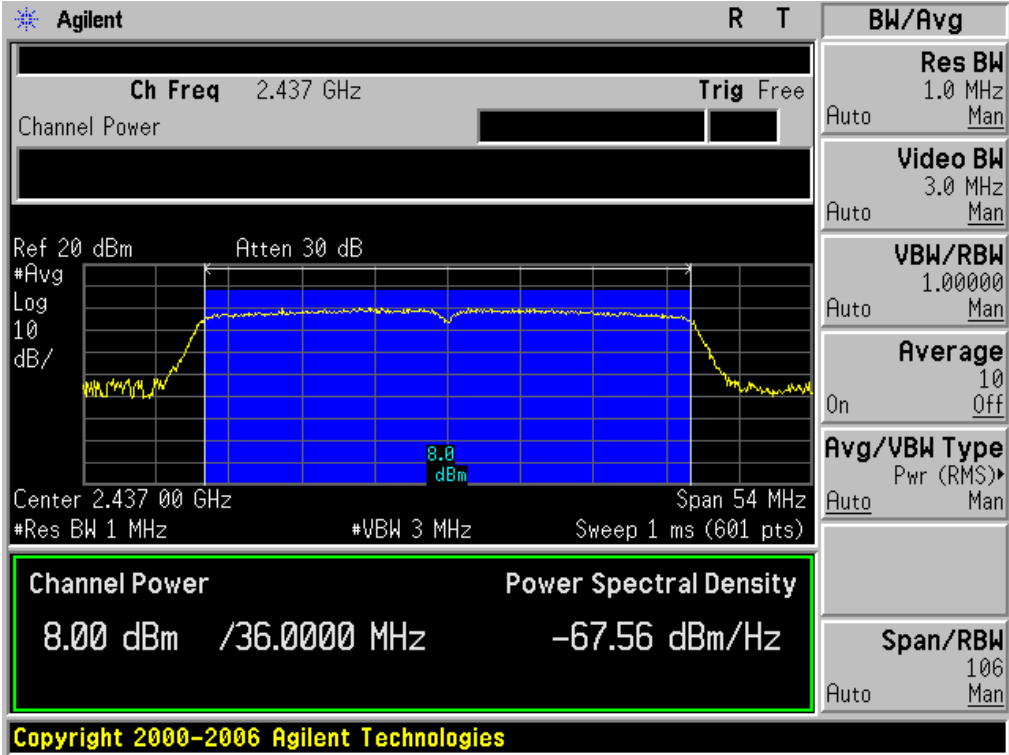 Agilent R T
BW/Avg
Ch Freq 2.437 GHz Trig Free
Channel Power
Ref 20 dBm Atten 30 dB
#Avg
Log
10
dB/
8.0
dBm
Center 2.437 00 GHz Span 54 MHz
#Res BW 1 MHz #VBW 3 MHz Sweep 1 ms (601 pts)
Channel Power Power Spectral Density
8.00 dBm /36.0000 MHz -67.56 dBm/Hz
Res BW
1.0 MHz
Auto Man
Video BW
3.0 MHz
Auto Man
VBW/RBW
1.00000
Auto Man
Average
10
On Off
Avg/VBW Type
Pwr (RMS)▸
Auto Man
Span/RBW
106
Auto Man
Copyright 2000-2006 Agilent Technologies